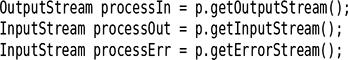 OutputStream processIn = p.getOutputStream();
InputStream processOut = p.getInputStream();
InputStream processErr = p.getErrorStream();